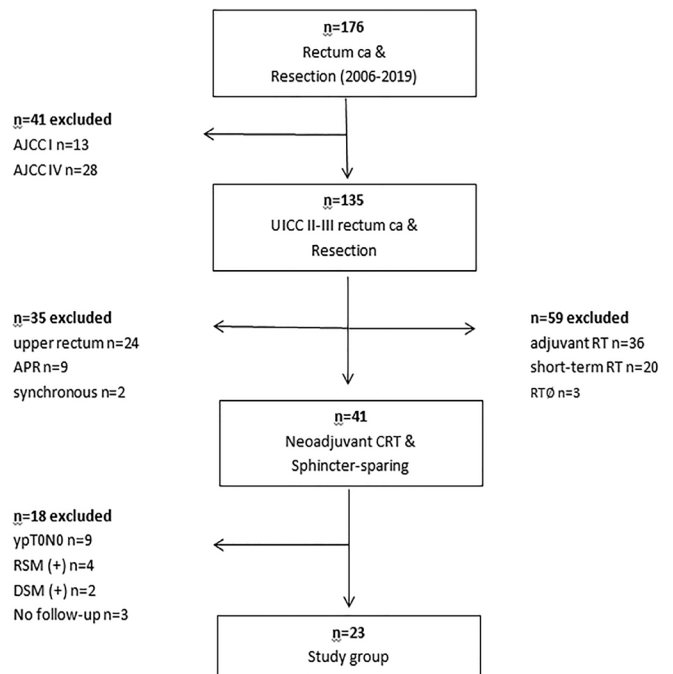 n=176
Rectum ca &
Resection (2006-2019)
n=41 excluded
AJCC I n=13
AJCC IV n=28
n=135
UICC II-III rectum ca &
Resection
n=35 excluded
upper rectum n=24
APR n=9
synchronous n=2
n=59 excluded
adjuvant RT n=36
short-term RT n=20
RTØ n=3
n=41
Neoadjuvant CRT &
Sphincter-sparing
n=18 excluded
ypT0N0 n=9
RSM (+) n=4
DSM (+) n=2
No follow-up n=3
n=23
Study group